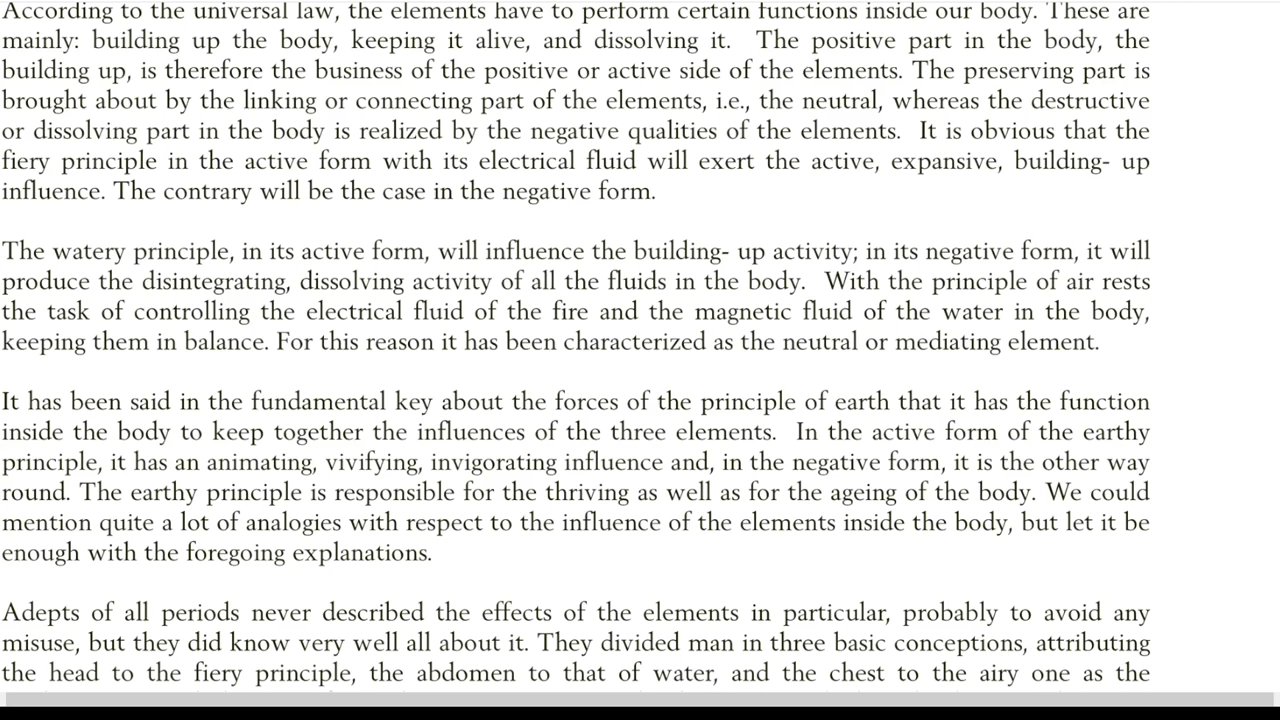 According to the universal law, the elements have to perform certain functions inside our body. These are
mainly: building up the body, keeping it alive, and dissolving it.  The positive part in the body, the
building up, is therefore the business of the positive or active side of the elements. The preserving part is
brought about by the linking or connecting part of the elements, i.e., the neutral, whereas the destructive
or dissolving part in the body is realized by the negative qualities of the elements.  It is obvious that the
fiery principle in the active form with its electrical fluid will exert the active, expansive, building- up
influence. The contrary will be the case in the negative form.
The watery principle, in its active form, will influence the building- up activity; in its negative form, it will
produce the disintegrating, dissolving activity of all the fluids in the body.  With the principle of air rests
the task of controlling the electrical fluid of the fire and the magnetic fluid of the water in the body,
keeping them in balance. For this reason it has been characterized as the neutral or mediating element.
It has been said in the fundamental key about the forces of the principle of earth that it has the function
inside the body to keep together the influences of the three elements.  In the active form of the earthy
principle, it has an animating, vivifying, invigorating influence and, in the negative form, it is the other way
round. The earthy principle is responsible for the thriving as well as for the ageing of the body. We could
mention quite a lot of analogies with respect to the influence of the elements inside the body, but let it be
enough with the foregoing explanations.
Adepts of all periods never described the effects of the elements in particular, probably to avoid any
misuse, but they did know very well all about it. They divided man in three basic conceptions, attributing
the head to the fiery principle, the abdomen to that of water, and the chest to the airy one as the